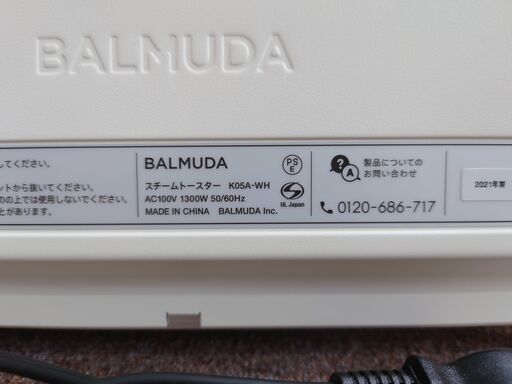 BALMUDA
してください。
ントから抜いてください。
のの上では使用しないでください。
とがあります。
BALMUDA
スチームトースター K05A-WH
AC100V 1300W 50/60Hz
MADE IN CHINA BALMUDA Inc.
PS
E
UL Japan
?
A
製品についての
お問い合わせ
0120-686-717
2021年製